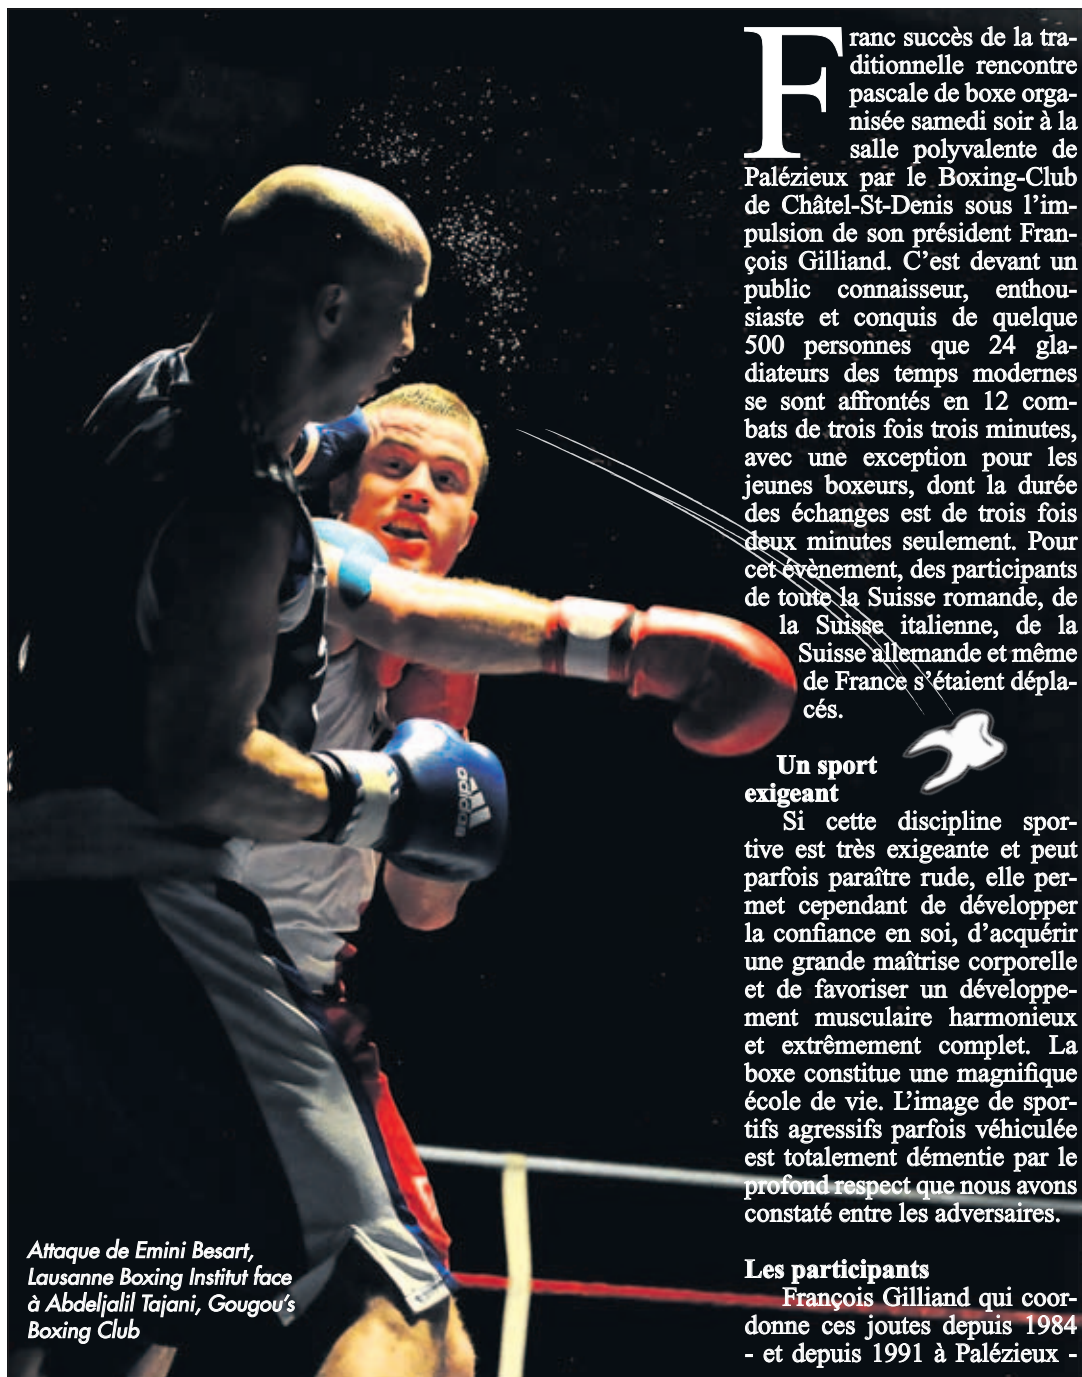 Franc succès de la tra-
ditionnelle rencontre
pascale de boxe orga-
nisée samedi soir à la
salle polyvalente de
Palézieux par le Boxing-Club
de Châtel-St-Denis sous l'im-
pulsion de son président Fran-
çois Gilliand. C'est devant un
public connaisseur, enthou-
siaste et conquis de quelque
500 personnes que 24 gla-
diateurs des temps modernes
se sont affrontés en 12 com-
bats de trois fois trois minutes,
avec une exception pour les
jeunes boxeurs, dont la durée
des échanges est de trois fois
deux minutes seulement. Pour
cet évènement, des participants
de toute la Suisse romande, de
la Suisse italienne, de la
Suisse allemande et même
de France s'étaient dépla-
cés.
Un sport
exigeant
Si cette discipline spor-
tive est très exigeante et peut
parfois paraître rude, elle per-
met cependant de développer
la confiance en soi, d'acquérir
une grande maîtrise corporelle
et de favoriser un développe-
ment musculaire harmonieux
et extrêmement complet. La
boxe constitue une magnifique
école de vie. L'image de spor-
tifs agressifs parfois véhiculée
est totalement démentie par le
profond respect que nous avons
constaté entre les adversaires.
Les participants
François Gilliand qui coor-
donne ces joutes depuis 1984
- et depuis 1991 à Palézieux -
adidas
Attaque de Emini Besart,
Lausanne Boxing Institut face
à Abdeljalil Tajani, Gougou's
Boxing Club